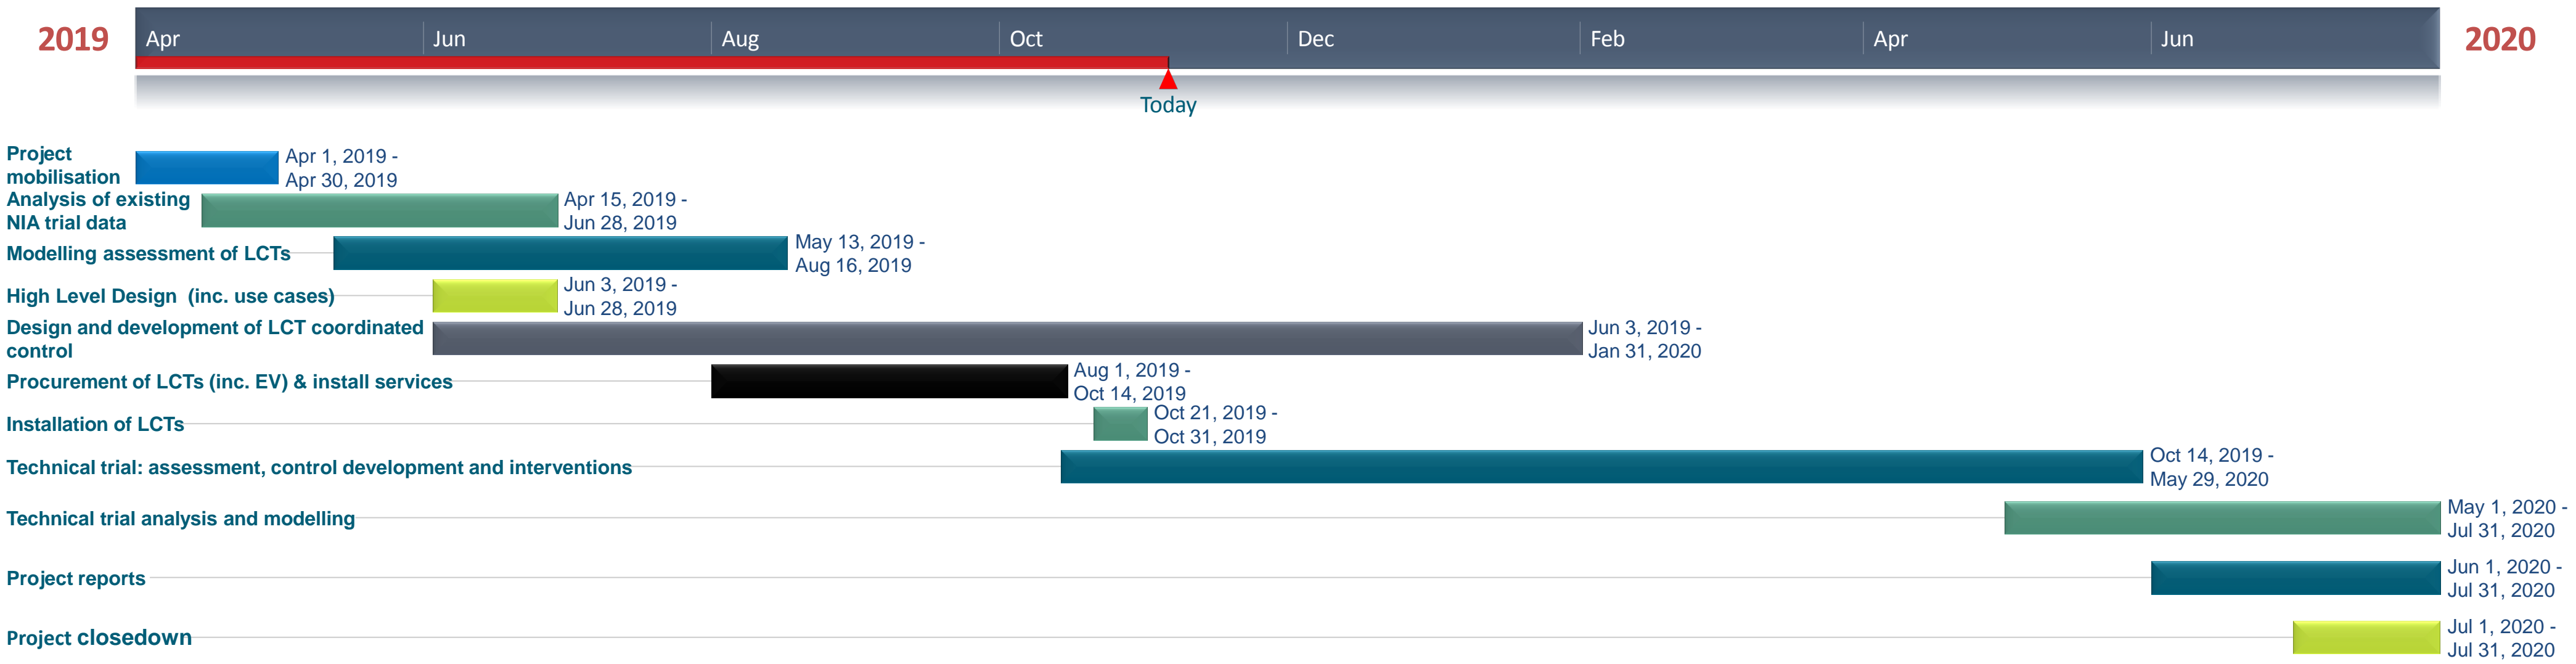 2019 Apr Jun Aug Oct Dec Feb Apr Jun 2020
Today
Project
mobilisation
Apr 1, 2019 -
Apr 30, 2019
Analysis of existing
NIA trial data
Apr 15, 2019 -
Jun 28, 2019
Modelling assessment of LCTs
May 13, 2019 -
Aug 16, 2019
High Level Design (inc. use cases)
Jun 3, 2019 -
Jun 28, 2019
Design and development of LCT coordinated
control
Jun 3, 2019 -
Jan 31, 2020
Procurement of LCTs (inc. EV) & install services
Aug 1, 2019 -
Oct 14, 2019
Installation of LCTs
Oct 21, 2019 -
Oct 31, 2019
Technical trial: assessment, control development and interventions
Oct 14, 2019 -
May 29, 2020
Technical trial analysis and modelling
May 1, 2020 -
Jul 31, 2020
Project reports
Jun 1, 2020 -
Jul 31, 2020
Project closedown
Jul 1, 2020 -
Jul 31, 2020